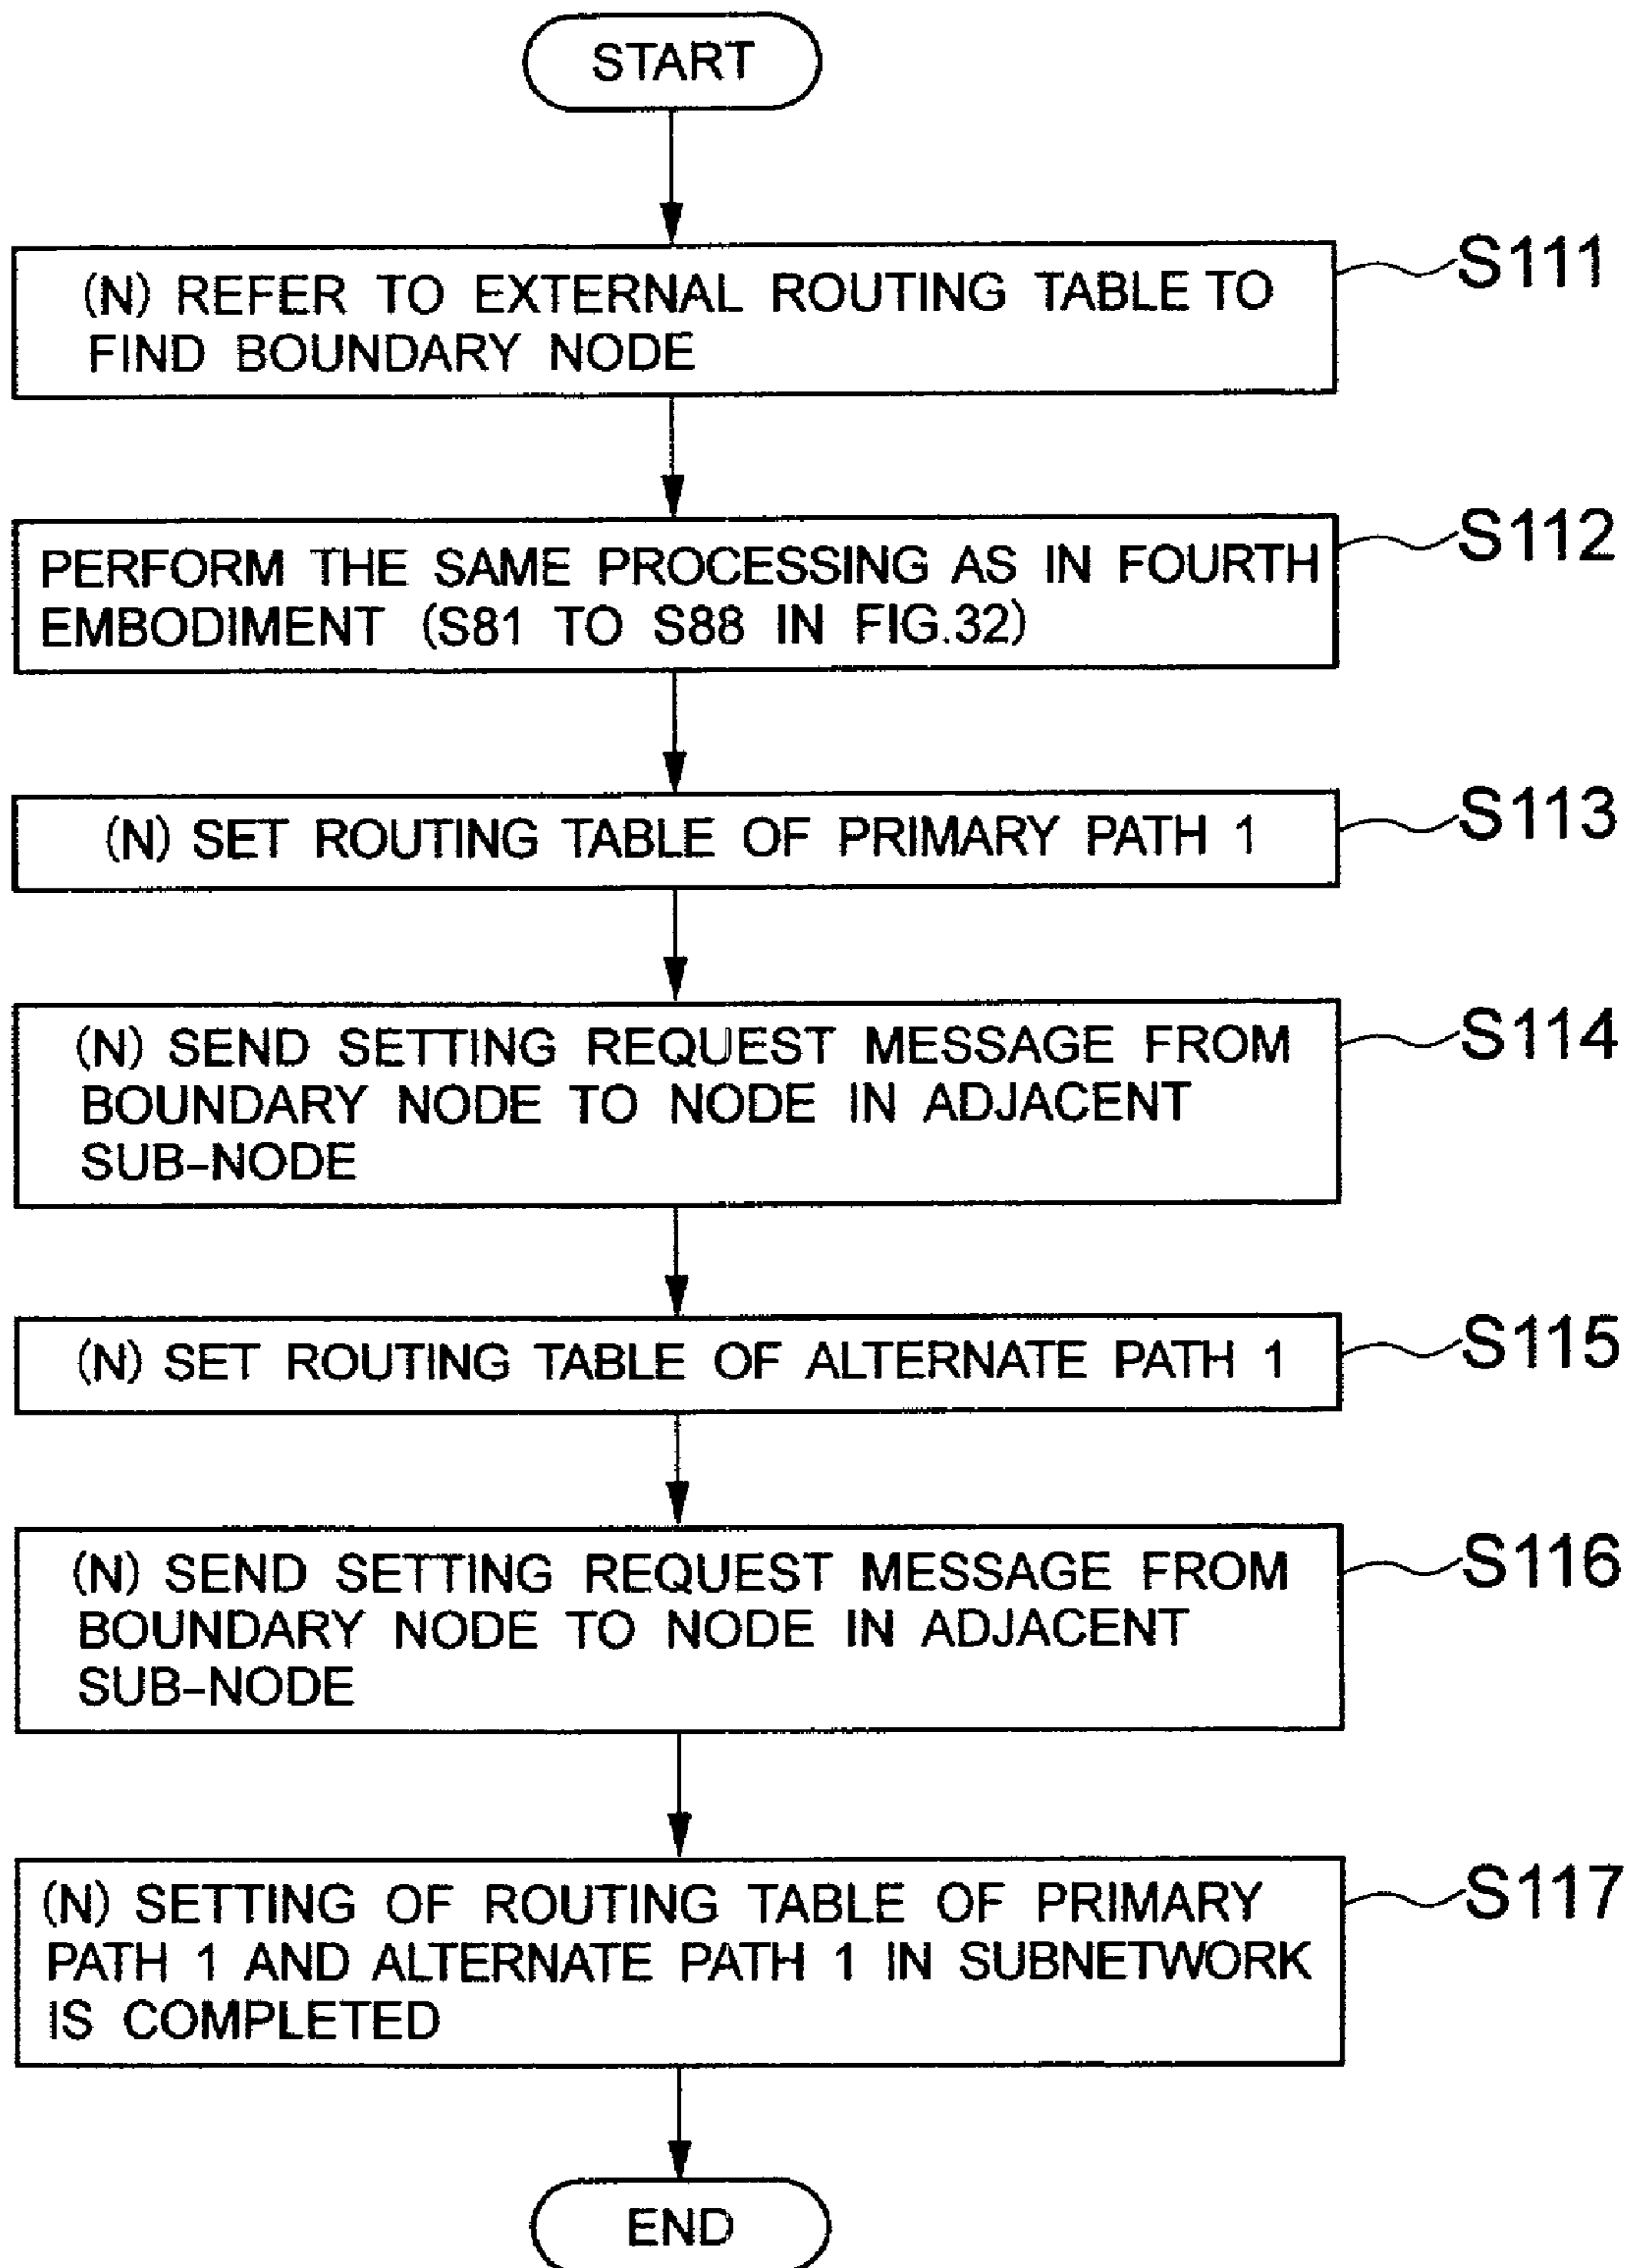 START
(N) REFER TO EXTERNAL ROUTING TABLE TO
FIND BOUNDARY NODE
S111
PERFORM THE SAME PROCESSING AS IN FOURTH
EMBODIMENT (S81 TO S88 IN FIG.32)
S112
(N) SET ROUTING TABLE OF PRIMARY PATH 1
S113
(N) SEND SETTING REQUEST MESSAGE FROM
BOUNDARY NODE TO NODE IN ADJACENT
SUB-NODE
S114
(N) SET ROUTING TABLE OF ALTERNATE PATH 1
S115
(N) SEND SETTING REQUEST MESSAGE FROM
BOUNDARY NODE TO NODE IN ADJACENT
SUB-NODE
S116
(N) SETTING OF ROUTING TABLE OF PRIMARY
PATH 1 AND ALTERNATE PATH 1 IN SUBNETWORK
IS COMPLETED
S117
END